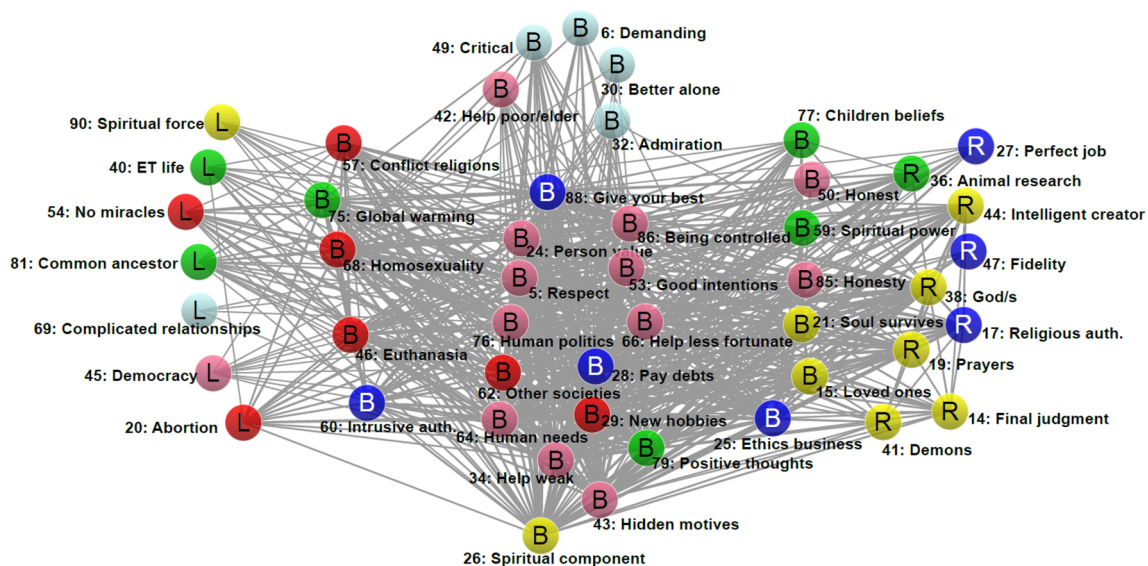 B 6: Demanding
49: Critical B
B 30: Better alone
B 42: Help poor/elder
B 32: Admiration
90: Spiritual force L
77: Children beliefs B
B 57: Conflict religions
R 27: Perfect job
40: ET life L
R 36: Animal research
B 50: Honest
B 75: Global warming
B 88: Give your best
54: No miracles L
R 44: Intelligent creator
B 86: Being controlled
B 59: Spiritual power
B 24: Person value
B 68: Homosexuality
R 47: Fidelity
81: Common ancestor L
B 53: Good intentions
B 5: Respect
B 85: Honesty
R 38: God/s
L 69: Complicated relationships
B 76: Human politics
B 66: Help less fortunate
B 21: Soul survives
R 17: Religious auth.
B 46: Euthanasia
R 19: Prayers
45: Democracy L
B 62: Other societies
B 28: Pay debts
B 15: Loved ones
B 60: Intrusive auth.
B 29: New hobbies
R 14: Final judgment
20: Abortion L
B 64: Human needs
B 25: Ethics business
R 41: Demons
B 79: Positive thoughts
B 34: Help weak
B 43: Hidden motives
B 26: Spiritual component